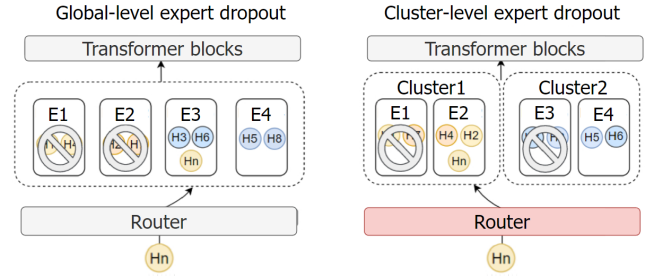 Global-level expert dropout
Transformer blocks
E1
E2
E3
E4
H3
H6
Hn
H5
H8
Router
Hn
Cluster-level expert dropout
Transformer blocks
Cluster1
Cluster2
E1
E2
E3
E4
H4
H2
Hn
H5
H6
Router
Hn